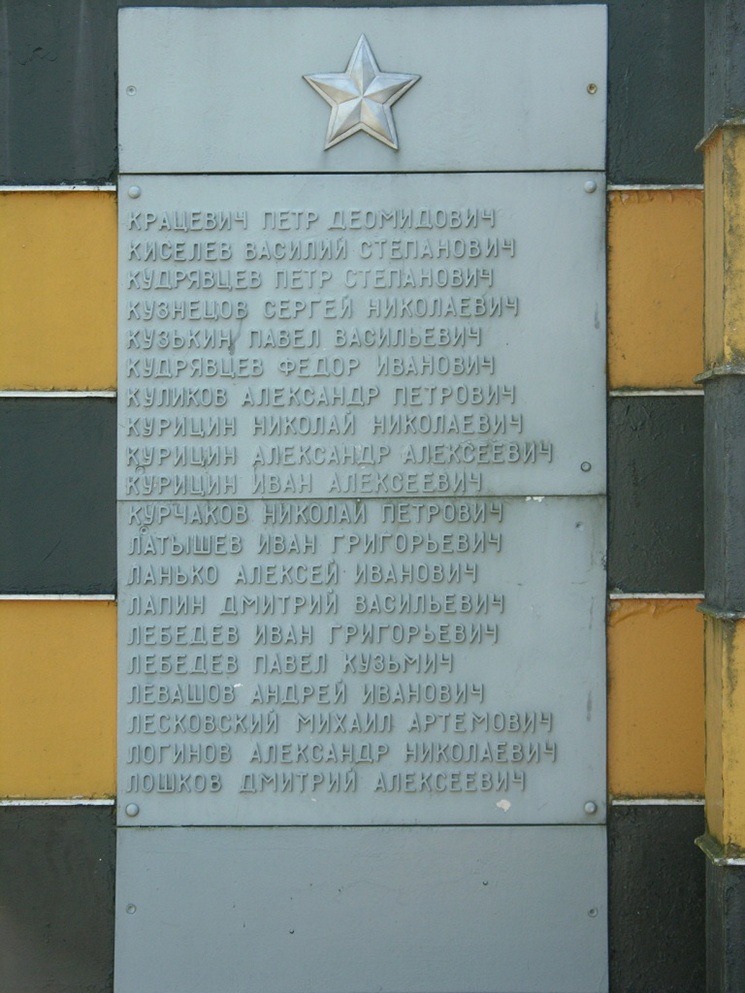 КРАЦЕВИЧ ПЕТР ДЕОМИДОВИЧ
КИСЕЛЕВ ВАСИЛИЙ СТЕПАНОВИЧ
КУДРЯВЦЕВ ПЕТР СТЕПАНОВИЧ
КУЗНЕЦОВ СЕРГЕЙ НИКОЛАЕВИЧ
КУЗЬКИН ПАВЕЛ ВАСИЛЬЕВИЧ
КУДРЯВЦЕВ ФЕДОР ИВАНОВИЧ
КУЛИКОВ АЛЕКСАНДР ПЕТРОВИЧ
КУРИЦИН НИКОЛАЙ НИКОЛАЕВИЧ
КУРИЦИН АЛЕКСАНДР АЛЕКСЕЕВИЧ
КУРИЦИН ИВАН АЛЕКСЕЕВИЧ
КУРЧАКОВ НИКОЛАЙ ПЕТРОВИЧ
ЛАТЫШЕВ ИВАН ГРИГОРЬЕВИЧ
ЛАНЬКО АЛЕКСЕЙ ИВАНОВИЧ
ЛАПИН ДМИТРИЙ ВАСИЛЬЕВИЧ
ЛЕБЕДЕВ ИВАН ГРИГОРЬЕВИЧ
ЛЕБЕДЕВ ПАВЕЛ КУЗЬМИЧ
ЛЕВАШОВ АНДРЕЙ ИВАНОВИЧ
ЛЕСКОВСКИЙ МИХАИЛ АРТЕМОВИЧ
ЛОГИНОВ АЛЕКСАНДР НИКОЛАЕВИЧ
ЛОШКОВ ДМИТРИЙ АЛЕКСЕЕВИЧ